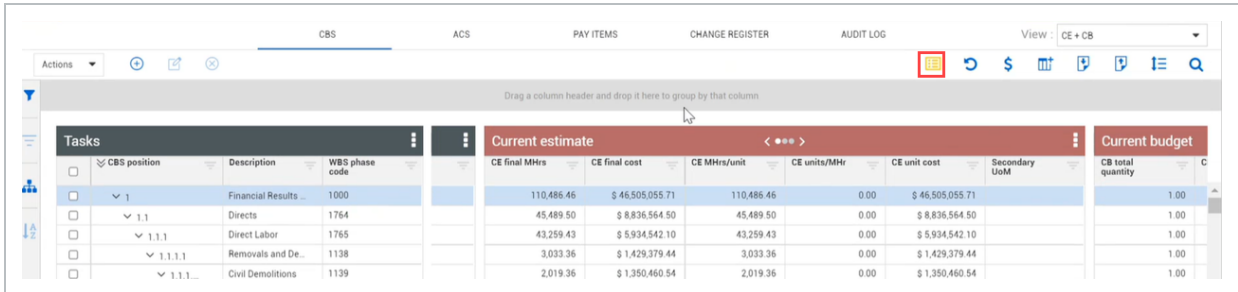 CBS ACS PAY ITEMS CHANGE REGISTER AUDIT LOG View : CE + CB
Actions
Drag a column header and drop it here to group by that column
Tasks Current estimate Current budget
CBS position Description WBS phase code CE final MHrs CE final cost CE MHrs/unit CE units/MHr CE unit cost Secondary UoM CB total quantity C
1 Financial Results ... 1000 110,486.46 $ 46,505,055.71 110,486.46 0.00 $ 46,505,055.71 1.00
1.1 Directs 1764 45,489.50 $ 8,836,564.50 45,489.50 0.00 $ 8,836,564.50 1.00
1.1.1 Direct Labor 1765 43,259.43 $ 5,934,542.10 43,259.43 0.00 $ 5,934,542.10 1.00
1.1.1.1 Removals and De... 1138 3,033.36 $ 1,429,379.44 3,033.36 0.00 $ 1,429,379.44 1.00
1.1.1.... Civil Demolitions 1139 2,019.36 $ 1,350,460.54 2,019.36 0.00 $ 1,350,460.54 1.00